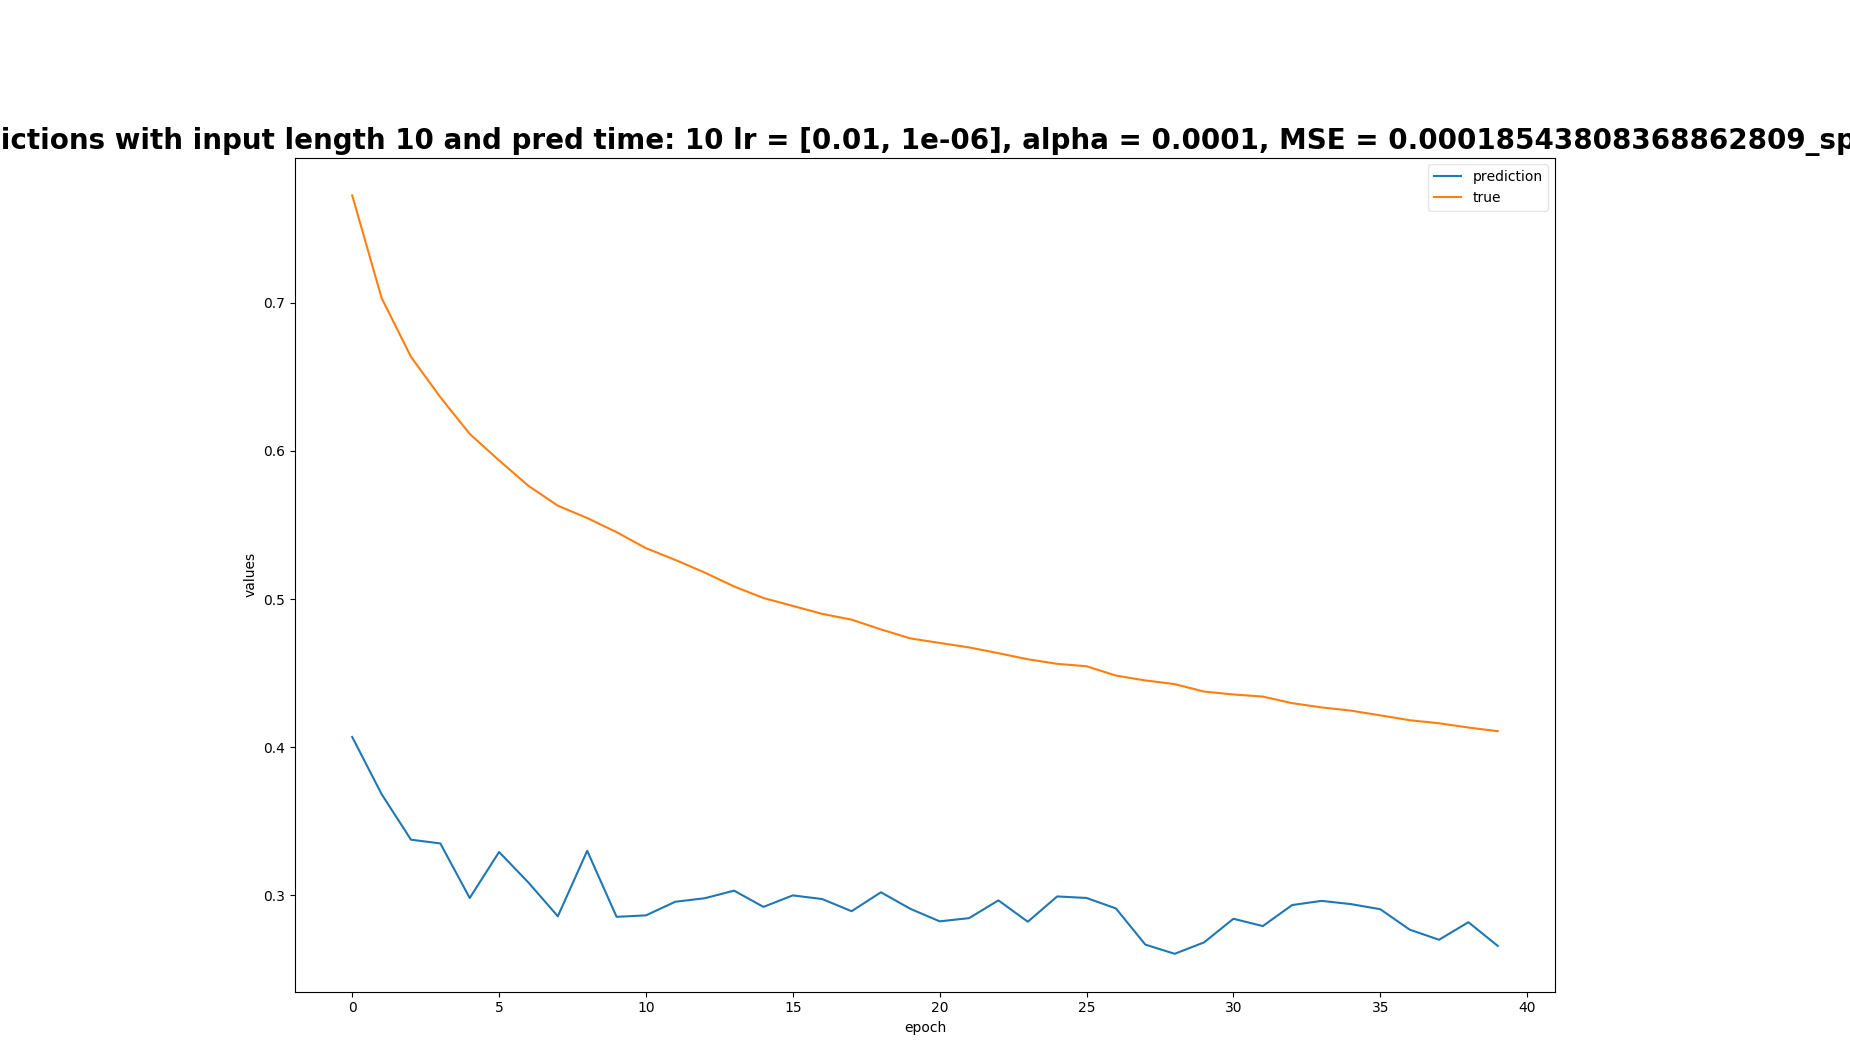 ictions with input length 10 and pred time: 10 lr = [0.01, 1e-06], alpha = 0.0001, MSE = 0.00018543808368862809_sp
prediction
true
0.7
0.6
0.5
0.4
0.3
values
0 5 10 15 20 25 30 35 40
epoch